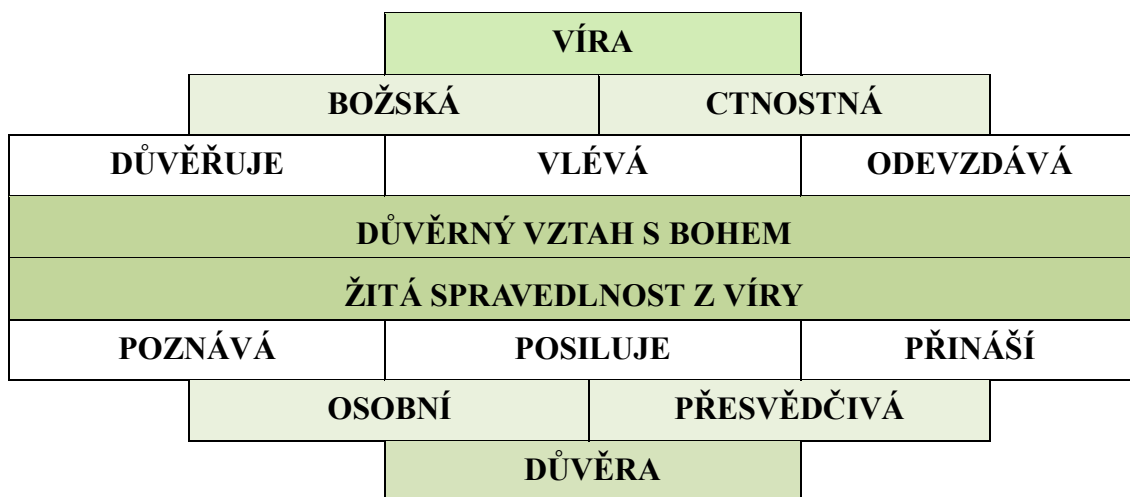 VÍRA
BOŽSKÁ CTNOSTNÁ
DŮVĚŘUJE VLÉVÁ ODEVZDÁVÁ
DŮVĚRNÝ VZTAH S BOHEM
ŽITÁ SPRAVEDLNOST Z VÍRY
POZNÁVÁ POSILUJE PŘINÁŠÍ
OSOBNÍ PŘESVĚDČIVÁ
DŮVĚRA